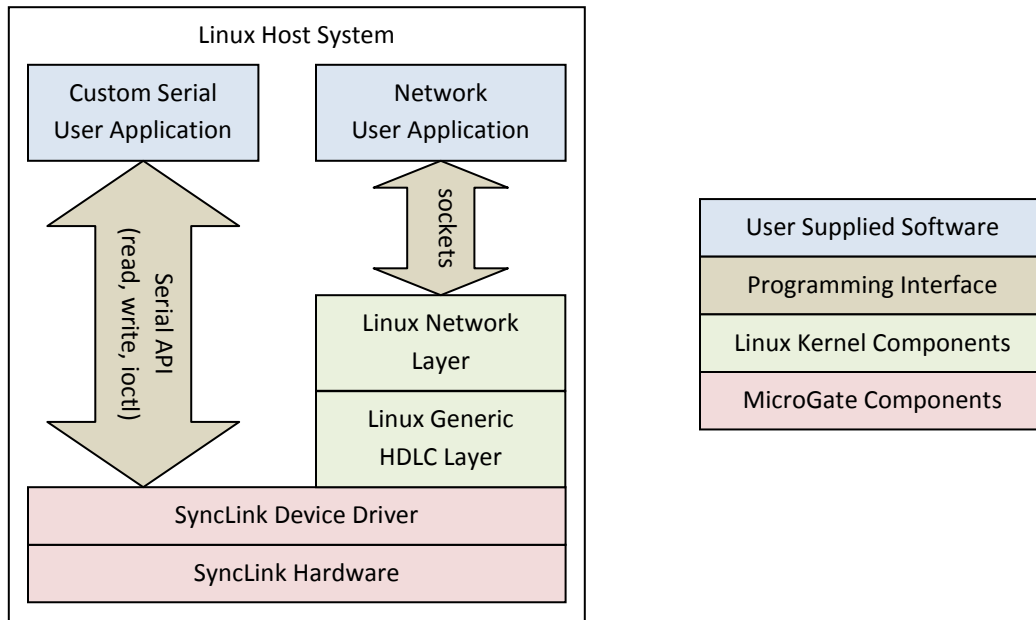 Linux Host System
Custom Serial
User Application
Network
User Application
Serial API
(read, write, ioctl)
sockets
Linux Network
Layer
Linux Generic
HDLC Layer
SyncLink Device Driver
SyncLink Hardware
User Supplied Software
Programming Interface
Linux Kernel Components
MicroGate Components